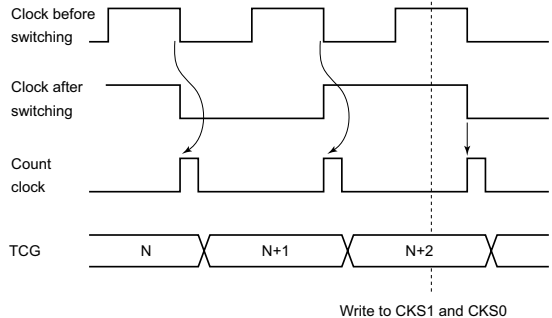 Clock before
switching
Clock after
switching
Count
clock
TCG
N
N+1
N+2
Write to CKS1 and CKS0